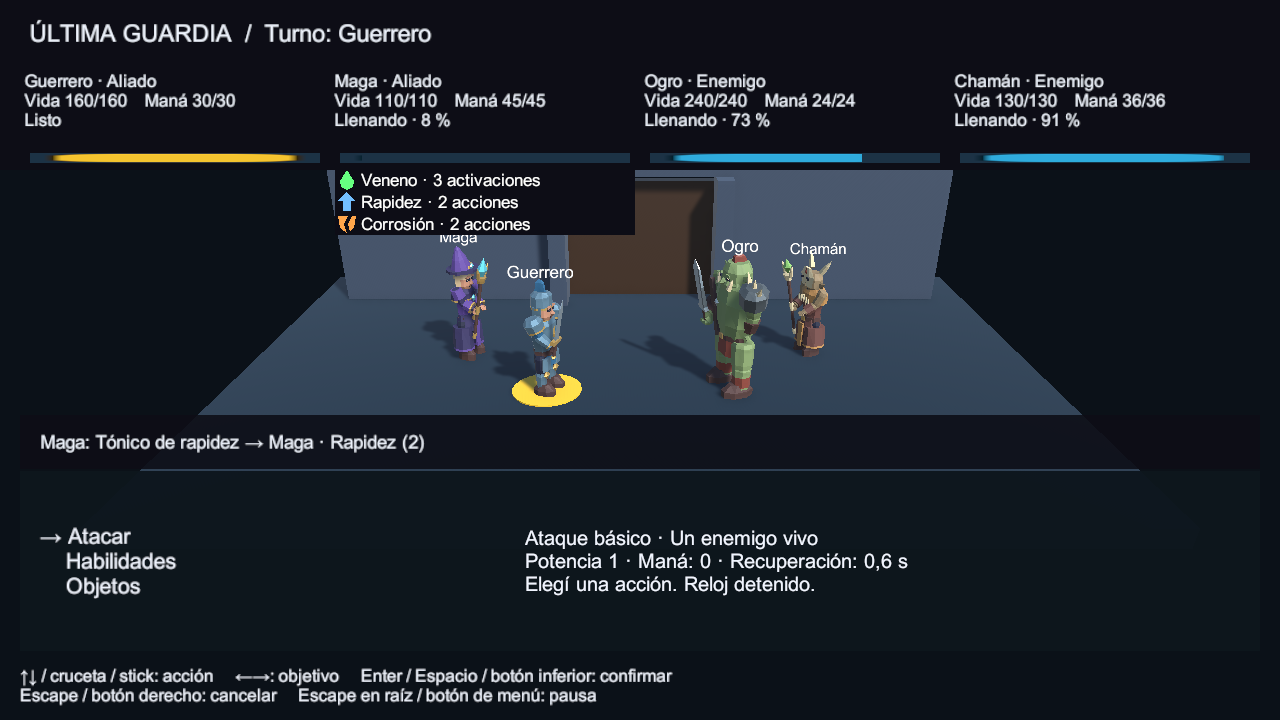 ÚLTIMA GUARDIA / Turno: Guerrero
Guerrero · Aliado
Vida 160/160 Maná 30/30
Listo
Maga · Aliado
Vida 110/110 Maná 45/45
Llenando · 8 %
Ogro · Enemigo
Vida 240/240 Maná 24/24
Llenando · 73 %
Chamán · Enemigo
Vida 130/130 Maná 36/36
Llenando · 91 %
Veneno · 3 activaciones
Rapidez · 2 acciones
Corrosión · 2 acciones
Maga
Guerrero
Ogro
Chamán
Maga: Tónico de rapidez → Maga · Rapidez (2)
→ Atacar
Habilidades
Objetos
Ataque básico · Un enemigo vivo
Potencia 1 · Maná: 0 · Recuperación: 0,6 s
Elegí una acción. Reloj detenido.
↑↓ / cruceta / stick: acción ←→: objetivo Enter / Espacio / botón inferior: confirmar
Escape / botón derecho: cancelar Escape en raíz / botón de menú: pausa